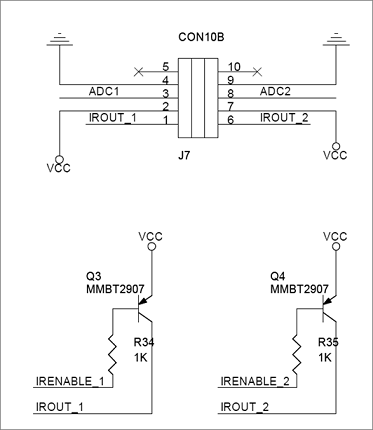 CON10B
5 10
4 9
ADC1 3 8 ADC2
2 7
IROUT_1 1 6 IROUT_2
VCC J7 VCC
VCC VCC
Q3 Q4
MMBT2907 MMBT2907
R34 R35
1K 1K
IRENABLE_1 IRENABLE_2
IROUT_1 IROUT_2